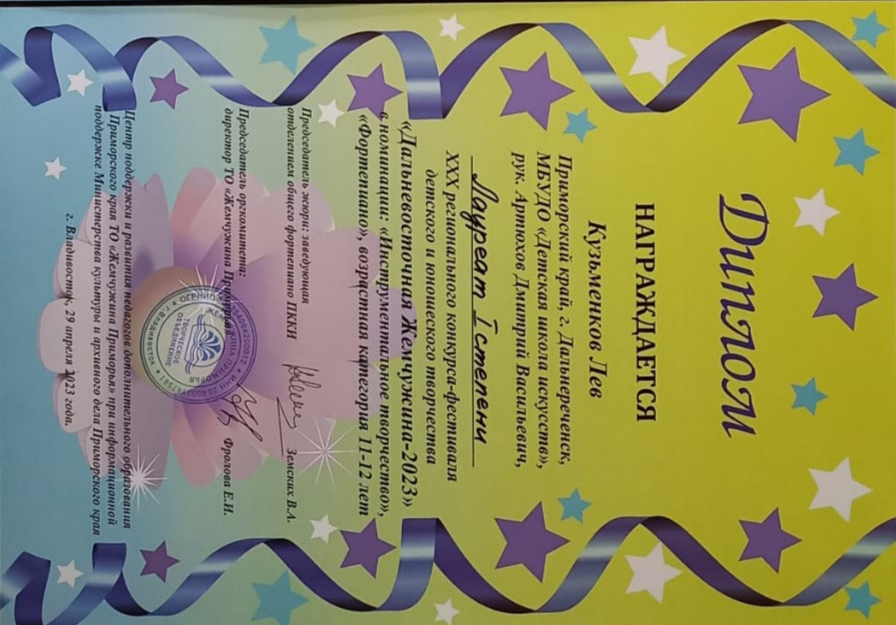 Диплом
НАГРАЖДАЕТСЯ
Кузьменков Лев
Приморский край, г. Дальнереченск,
МБУДО «Детская школа искусств»,
рук. Артюхов Дмитрий Васильевич,
Лауреат I степени
XXX регионального конкурса-фестиваля
детского и юношеского творчества
«Дальневосточная Жемчужина-2023»
в номинации: «Инструментальное творчество»,
«Фортепиано», возрастная категория 11-12 лет
Председатель жюри: заведующая
отделением общего фортепиано ПККИ Земских В.А.
Председатель оргкомитета:
директор ТО «Жемчужина Приморья» Фролова Е.И.
ТВОРЧЕСКОЕ
ОБЪЕДИНЕНИЕ
г. Владивосток
Центр поддержки и развития педагогов дополнительного образования
Приморского края ТО «Жемчужина Приморья» при информационной
поддержке Министерства культуры и архивного дела Приморского края
г. Владивосток, 29 апреля 2023 года.